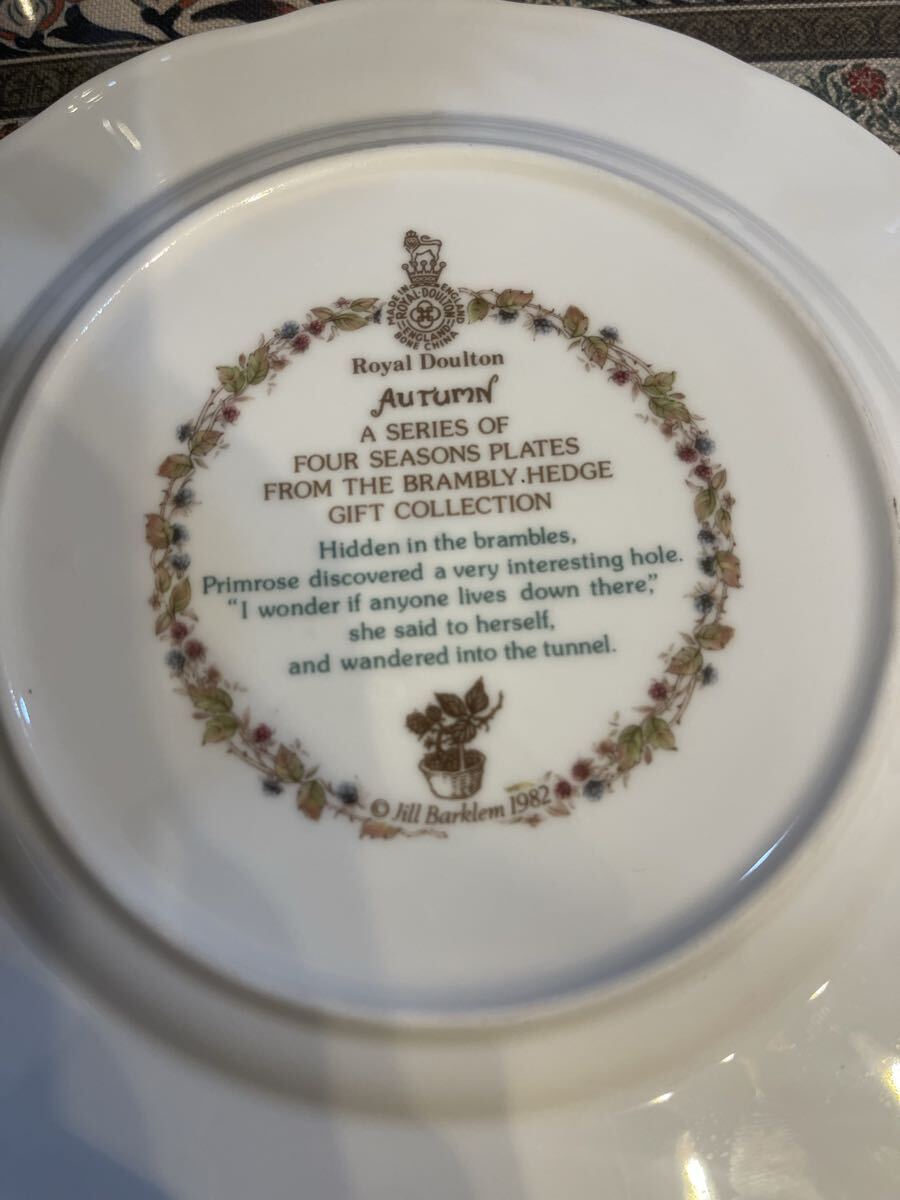 MADE IN ENGLAND
ROYAL·DOULTON
ENGLAND
BONE CHINA
Royal Doulton
AUTUMN
A SERIES OF
FOUR SEASONS PLATES
FROM THE BRAMBLY.HEDGE
GIFT COLLECTION
Hidden in the brambles,
Primrose discovered a very interesting hole.
“I wonder if anyone lives down there,”
she said to herself,
and wandered into the tunnel.
© Jill Barklem 1982